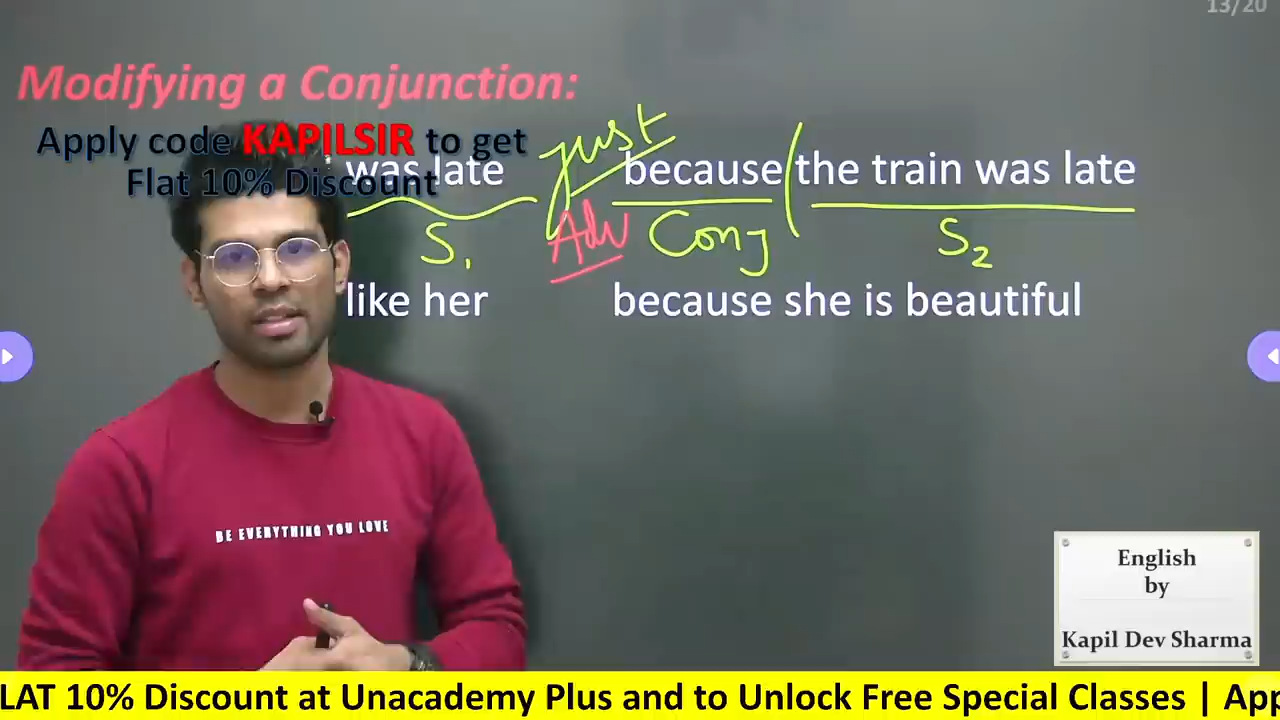 13/20
Modifying a Conjunction:
Apply code KAPILSIR to get
Flat 10% Discount
was late just because the train was late
S1 Adv Conj S2
like her because she is beautiful
BE EVERYTHING YOU LOVE
English
by
Kapil Dev Sharma
LAT 10% Discount at Unacademy Plus and to Unlock Free Special Classes | App